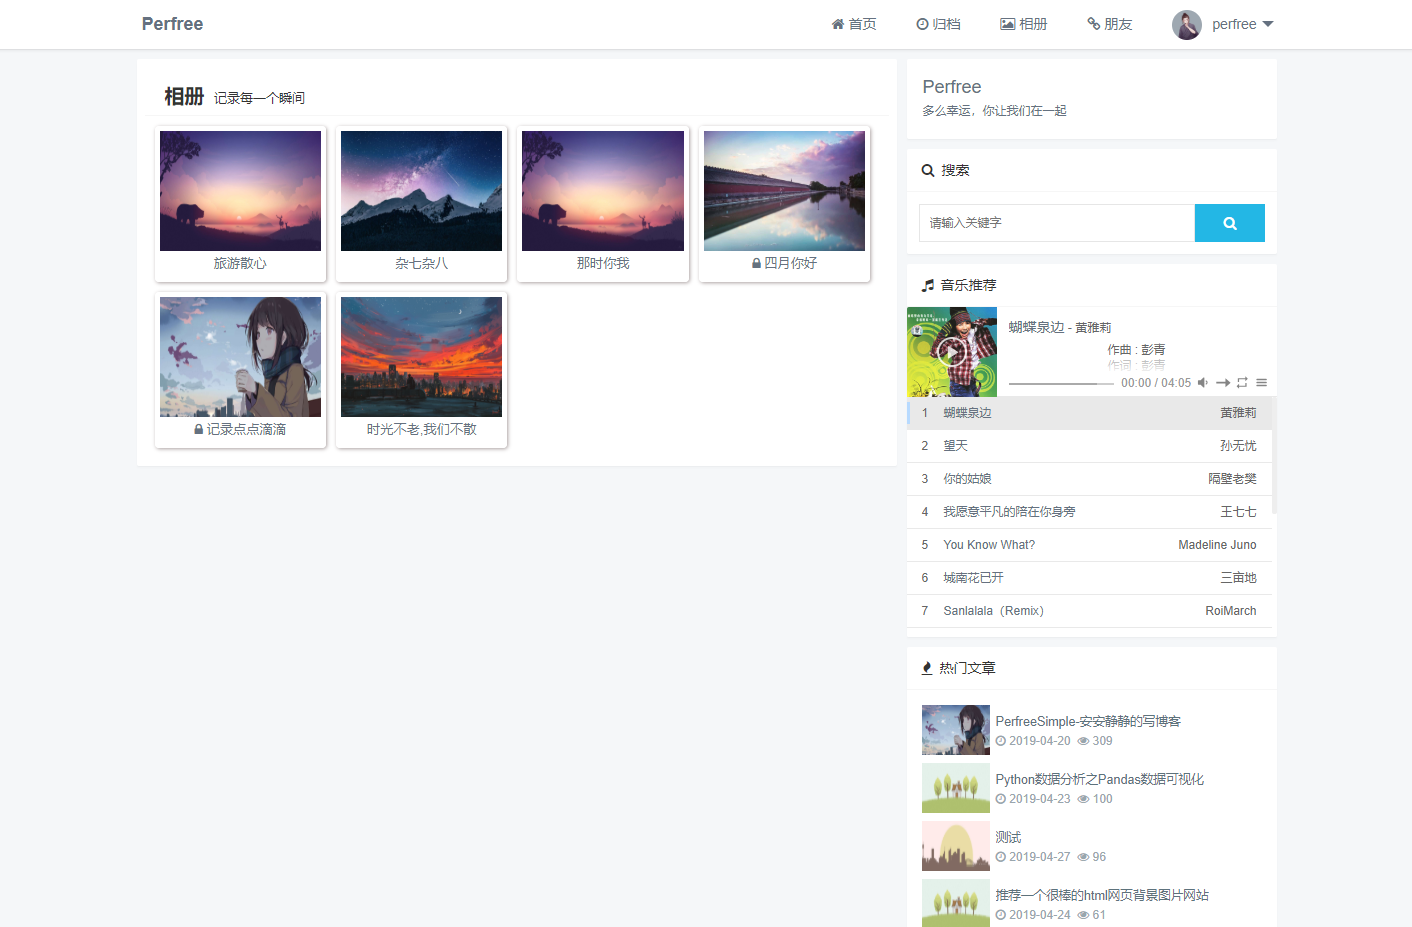 Perfree
首页
归档
相册
朋友
perfree
相册 记录每一个瞬间
旅游散心
杂七杂八
那时你我
四月你好
记录点点滴滴
时光不老,我们不散
Perfree
多么幸运，你让我们在一起
搜索
请输入关键字
音乐推荐
蝴蝶泉边 - 黄雅莉
作曲 : 彭青
作词 : 彭青
00:00 / 04:05
1 蝴蝶泉边 黄雅莉
2 望天 孙无忧
3 你的姑娘 隔壁老樊
4 我愿意平凡的陪在你身旁 王七七
5 You Know What? Madeline Juno
6 城南花已开 三亩地
7 Sanlalala（Remix） RoiMarch
热门文章
PerfreeSimple-安安静静的写博客
2019-04-20 309
Python数据分析之Pandas数据可视化
2019-04-23 100
测试
2019-04-27 96
推荐一个很棒的html网页背景图片网站
2019-04-24 61